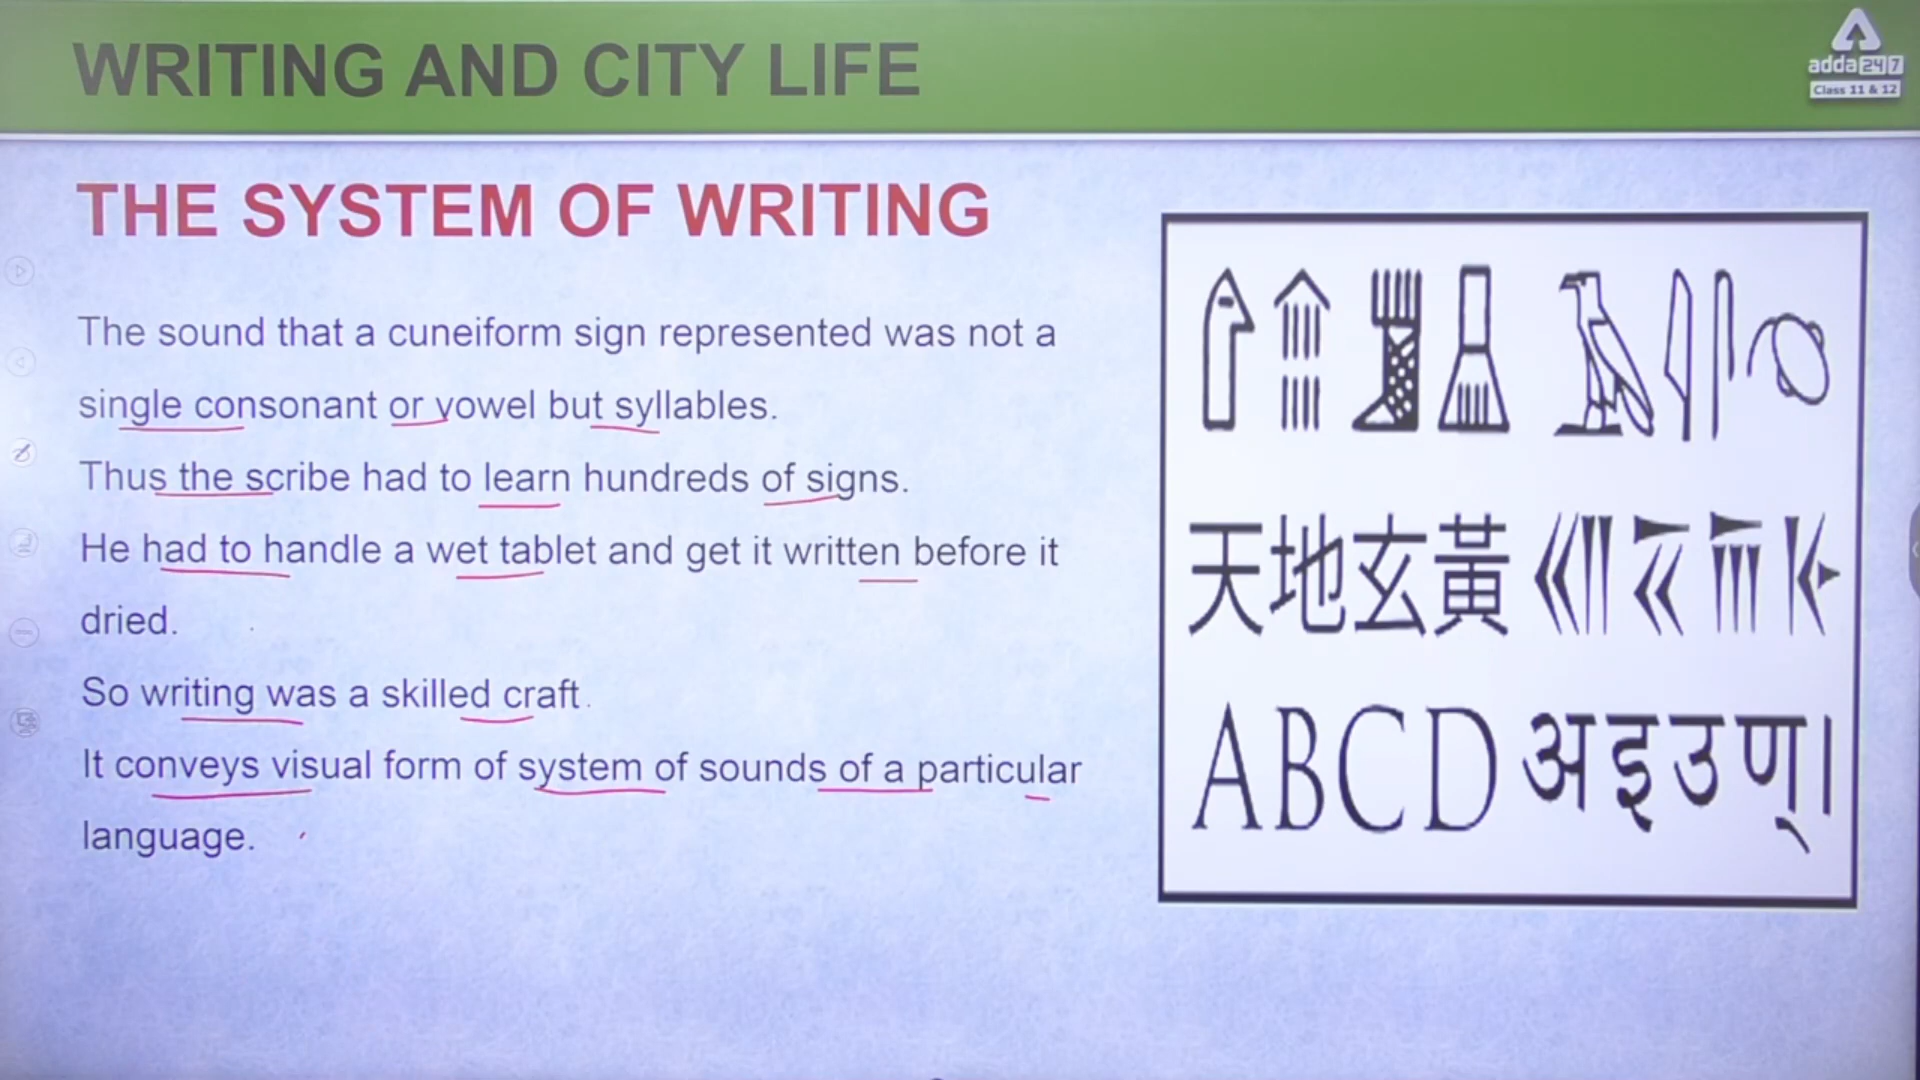 WRITING AND CITY LIFE
adda247
Class 11 & 12
THE SYSTEM OF WRITING
The sound that a cuneiform sign represented was not a
single consonant or vowel but syllables.
Thus the scribe had to learn hundreds of signs.
He had to handle a wet tablet and get it written before it
dried.
So writing was a skilled craft.
It conveys visual form of system of sounds of a particular
language.
天地玄黃
ABCD अइउण्।